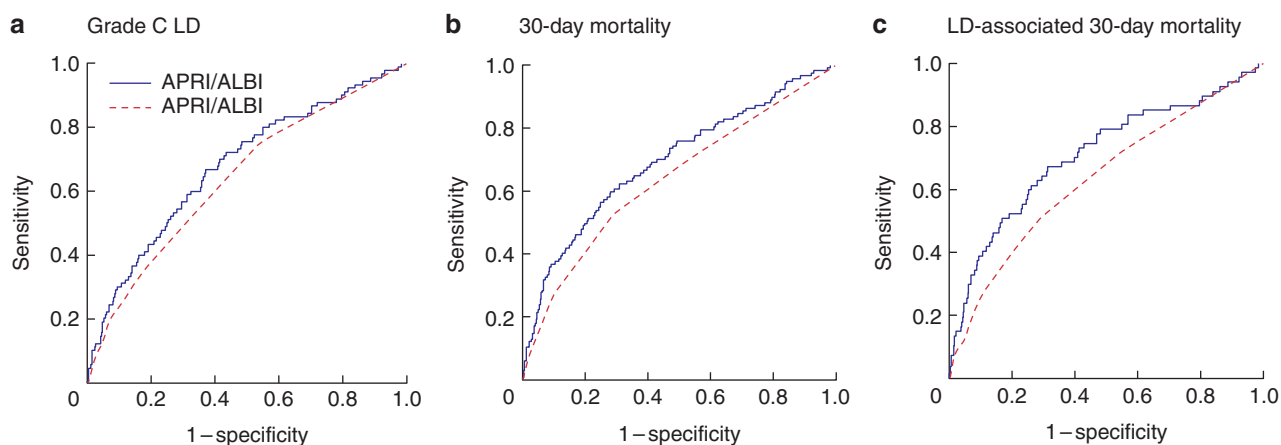 a Grade C LD
1.0
APRI/ALBI
APRI/ALBI
0.8
0.6
0.4
0.2
0 0.2 0.4 0.6 0.8 1.0
Sensitivity
1–specificity
b 30-day mortality
1.0
0.8
0.6
0.4
0.2
0 0.2 0.4 0.6 0.8 1.0
Sensitivity
1–specificity
c LD-associated 30-day mortality
1.0
0.8
0.6
0.4
0.2
0 0.2 0.4 0.6 0.8 1.0
Sensitivity
1–specificity